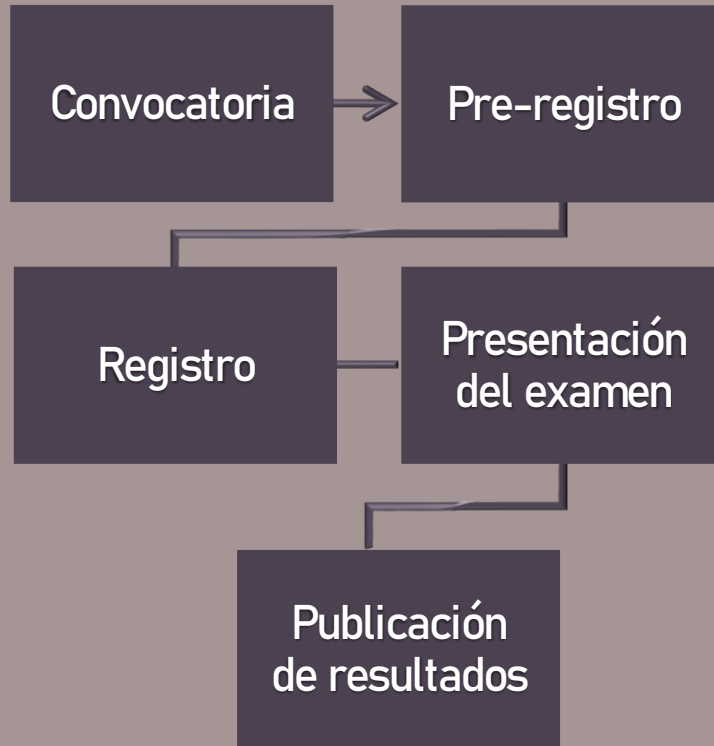 Convocatoria
Pre-registro
Registro
Presentación
del examen
Publicación
de resultados